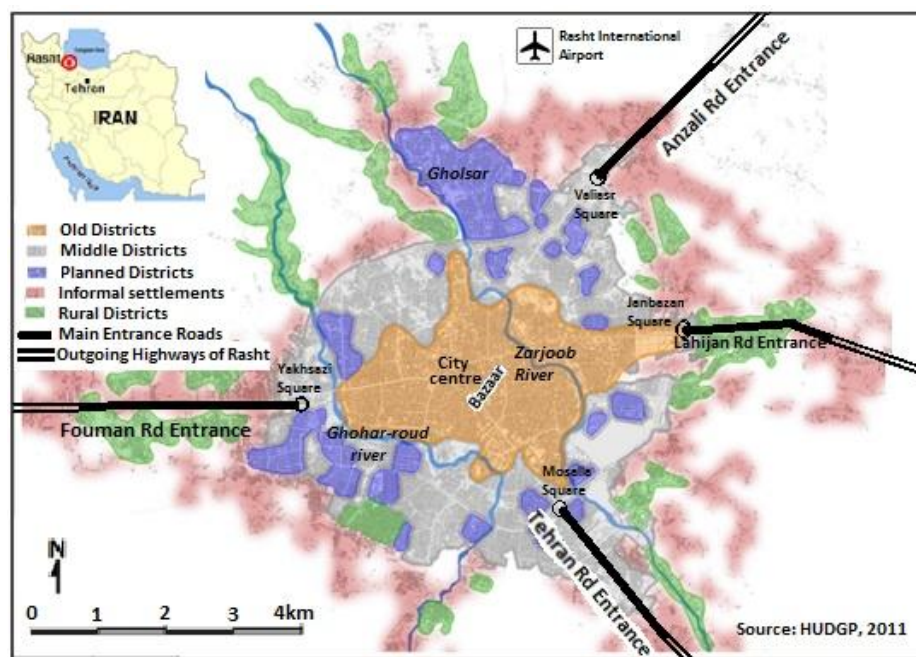 Rasht
Tehran
IRAN
Rasht International
Airport
Anzali Rd Entrance
Gholsar
Valiasr
Square
Old Districts
Middle Districts
Planned Districts
Informal settlements
Rural Districts
Main Entrance Roads
Outgoing Highways of Rasht
Janbazan
Square
Lahijan Rd Entrance
Zarjoob
River
City
centre
Bazaar
Yakhsazi
Square
Fouman Rd Entrance
Ghohar-roud
river
Mosalla
Square
Tehran Rd Entrance
N
0 1 2 3 4km
Source: HUDGP, 2011